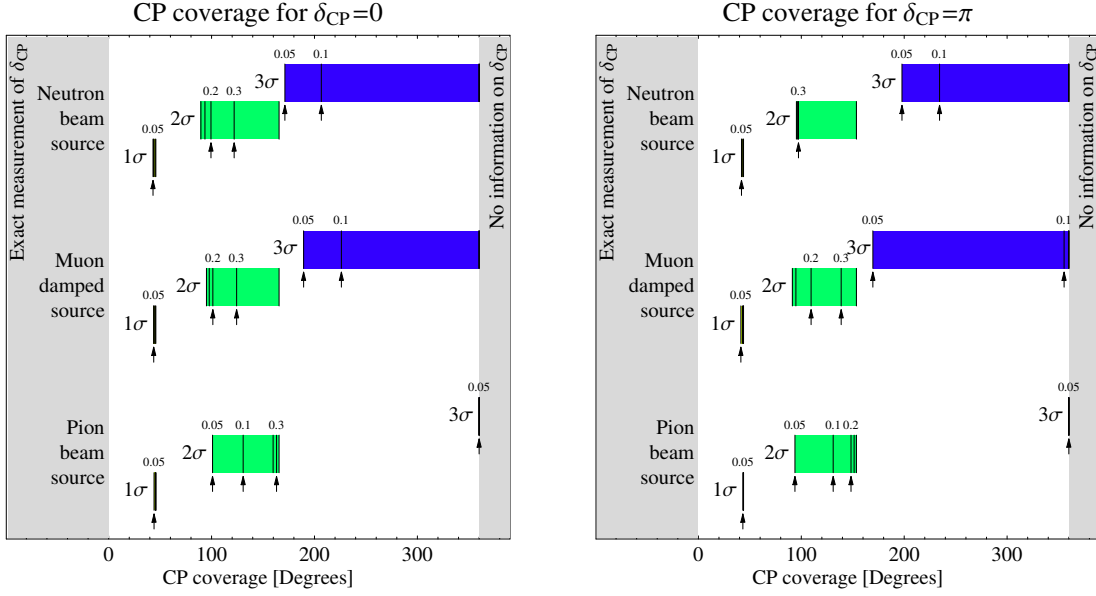 CP coverage for δCP=0
Exact measurement of δCP
No information on δCP
Neutron
beam
source
0.05
1σ
0.2
0.3
2σ
0.05
0.1
3σ
Muon
damped
source
0.05
1σ
0.2
0.3
2σ
0.05
0.1
3σ
Pion
beam
source
0.05
1σ
0.05
0.1
0.3
2σ
0.05
3σ
0
100
200
300
CP coverage [Degrees]
CP coverage for δCP=π
Exact measurement of δCP
No information on δCP
Neutron
beam
source
0.05
1σ
0.3
2σ
0.05
0.1
3σ
Muon
damped
source
0.05
1σ
0.2
0.3
2σ
0.05
0.1
3σ
Pion
beam
source
0.05
1σ
0.05
0.1
0.2
2σ
0.05
3σ
0
100
200
300
CP coverage [Degrees]